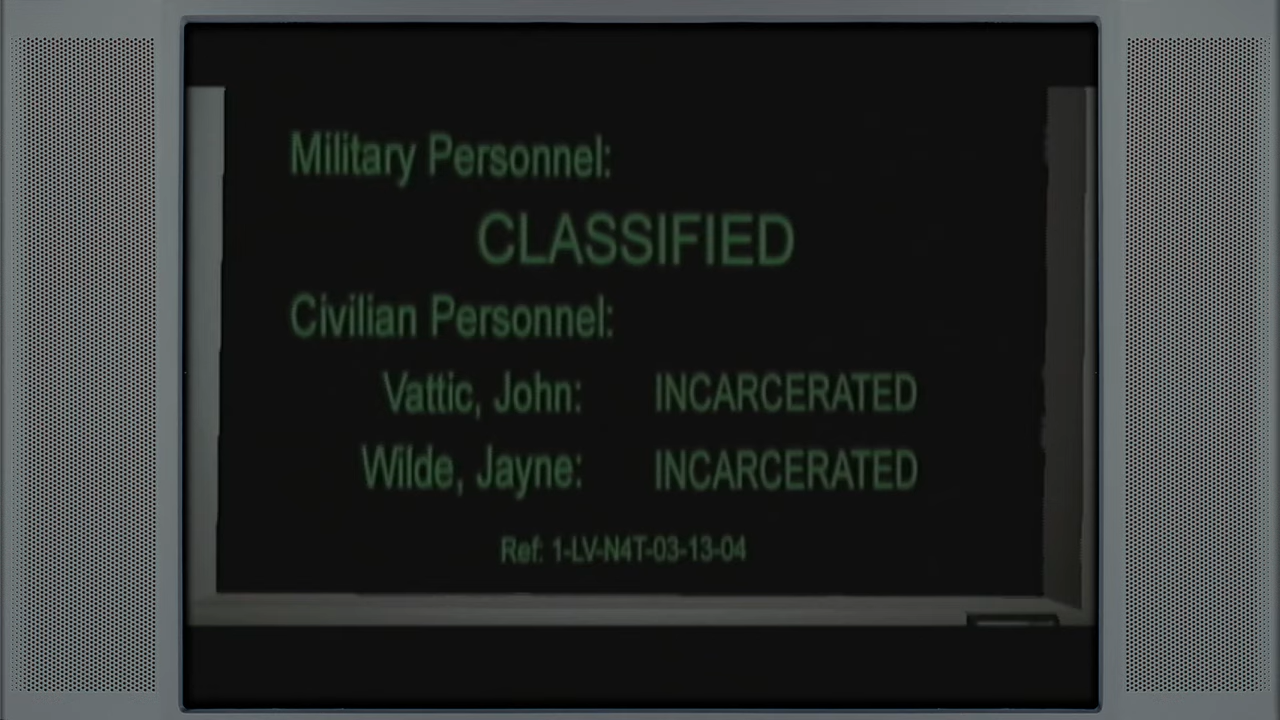 Military Personnel:
CLASSIFIED
Civilian Personnel:
Vattic, John: INCARCERATED
Wilde, Jayne: INCARCERATED
Ref: 1-LV-N4T-03-13-04